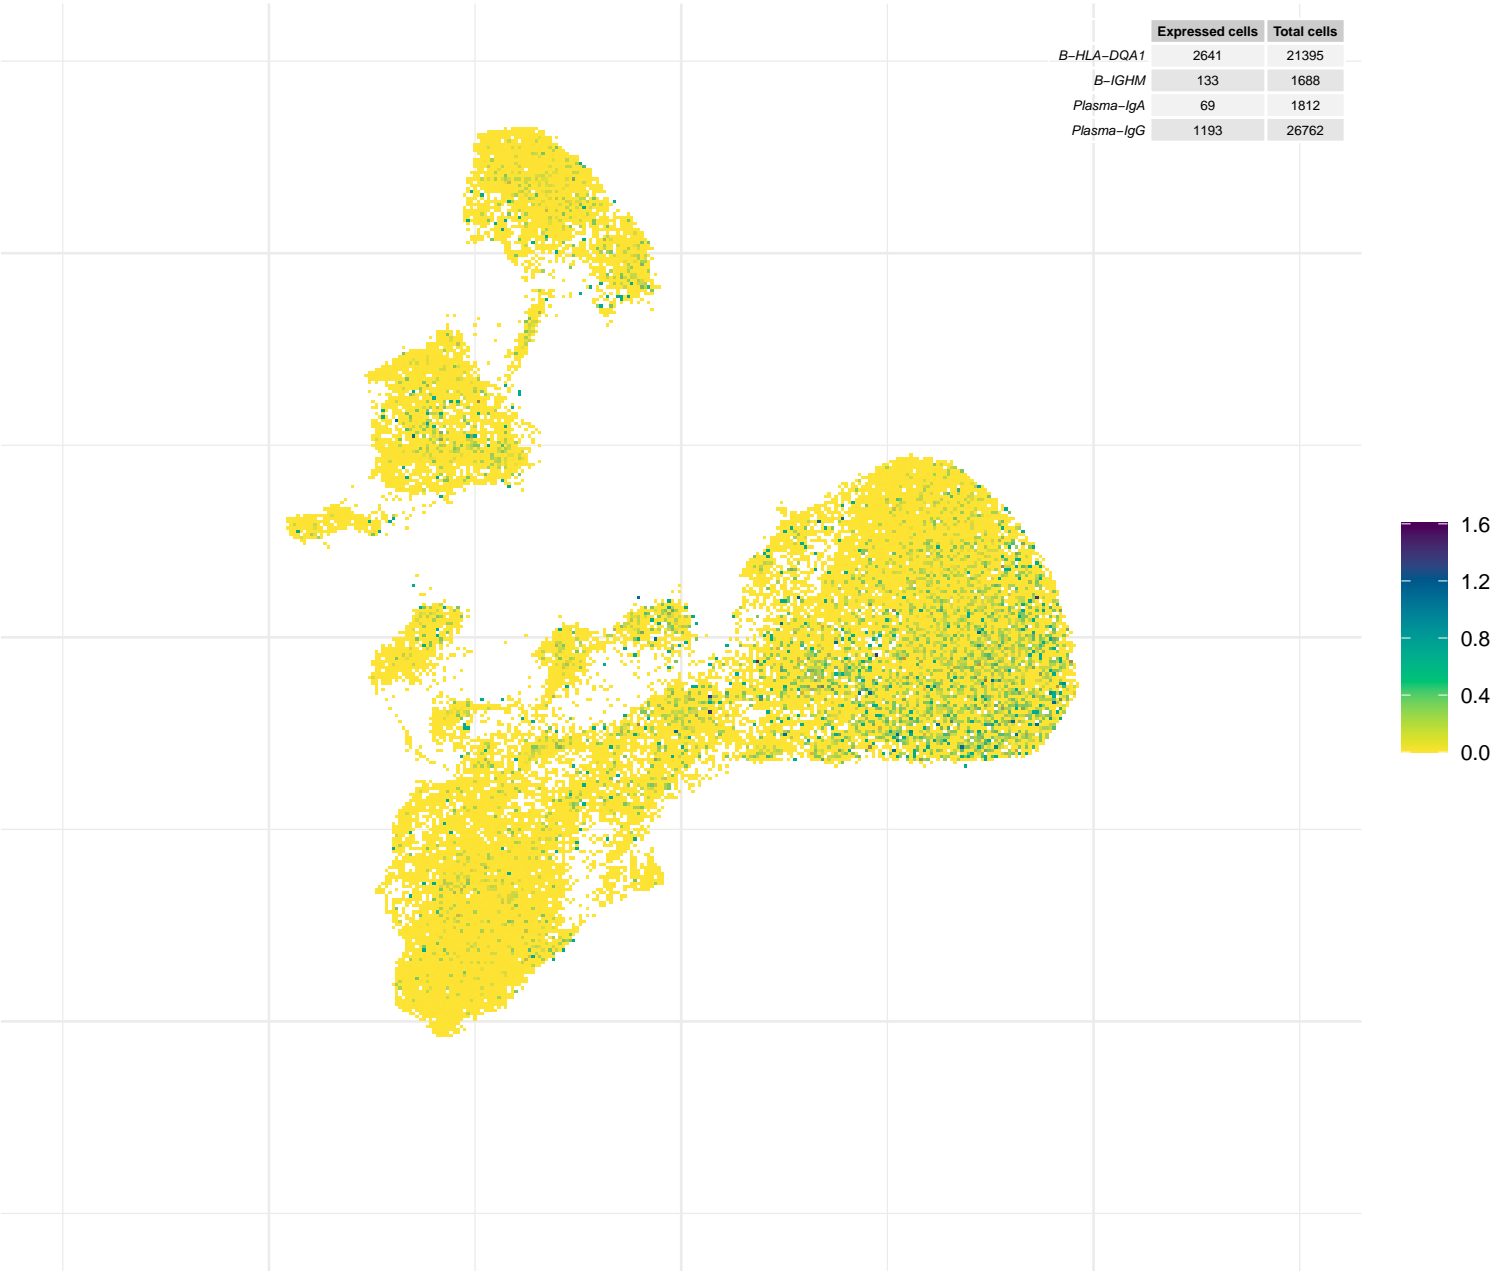 Expressed cells Total cells
B−HLA−DQA1 2641 21395
B−IGHM 133 1688
Plasma−IgA 69 1812
Plasma−IgG 1193 26762
1.6
1.2
0.8
0.4
0.0